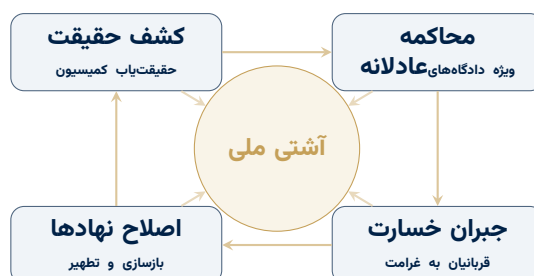 محاکمه
عادلانه
ویژه دادگاه‌های
کشف حقیقت
حقیقت‌یاب کمیسیون
آشتی ملی
جبران خسارت
قربانیان به غرامت
اصلاح نهادها
بازسازی و تطهیر